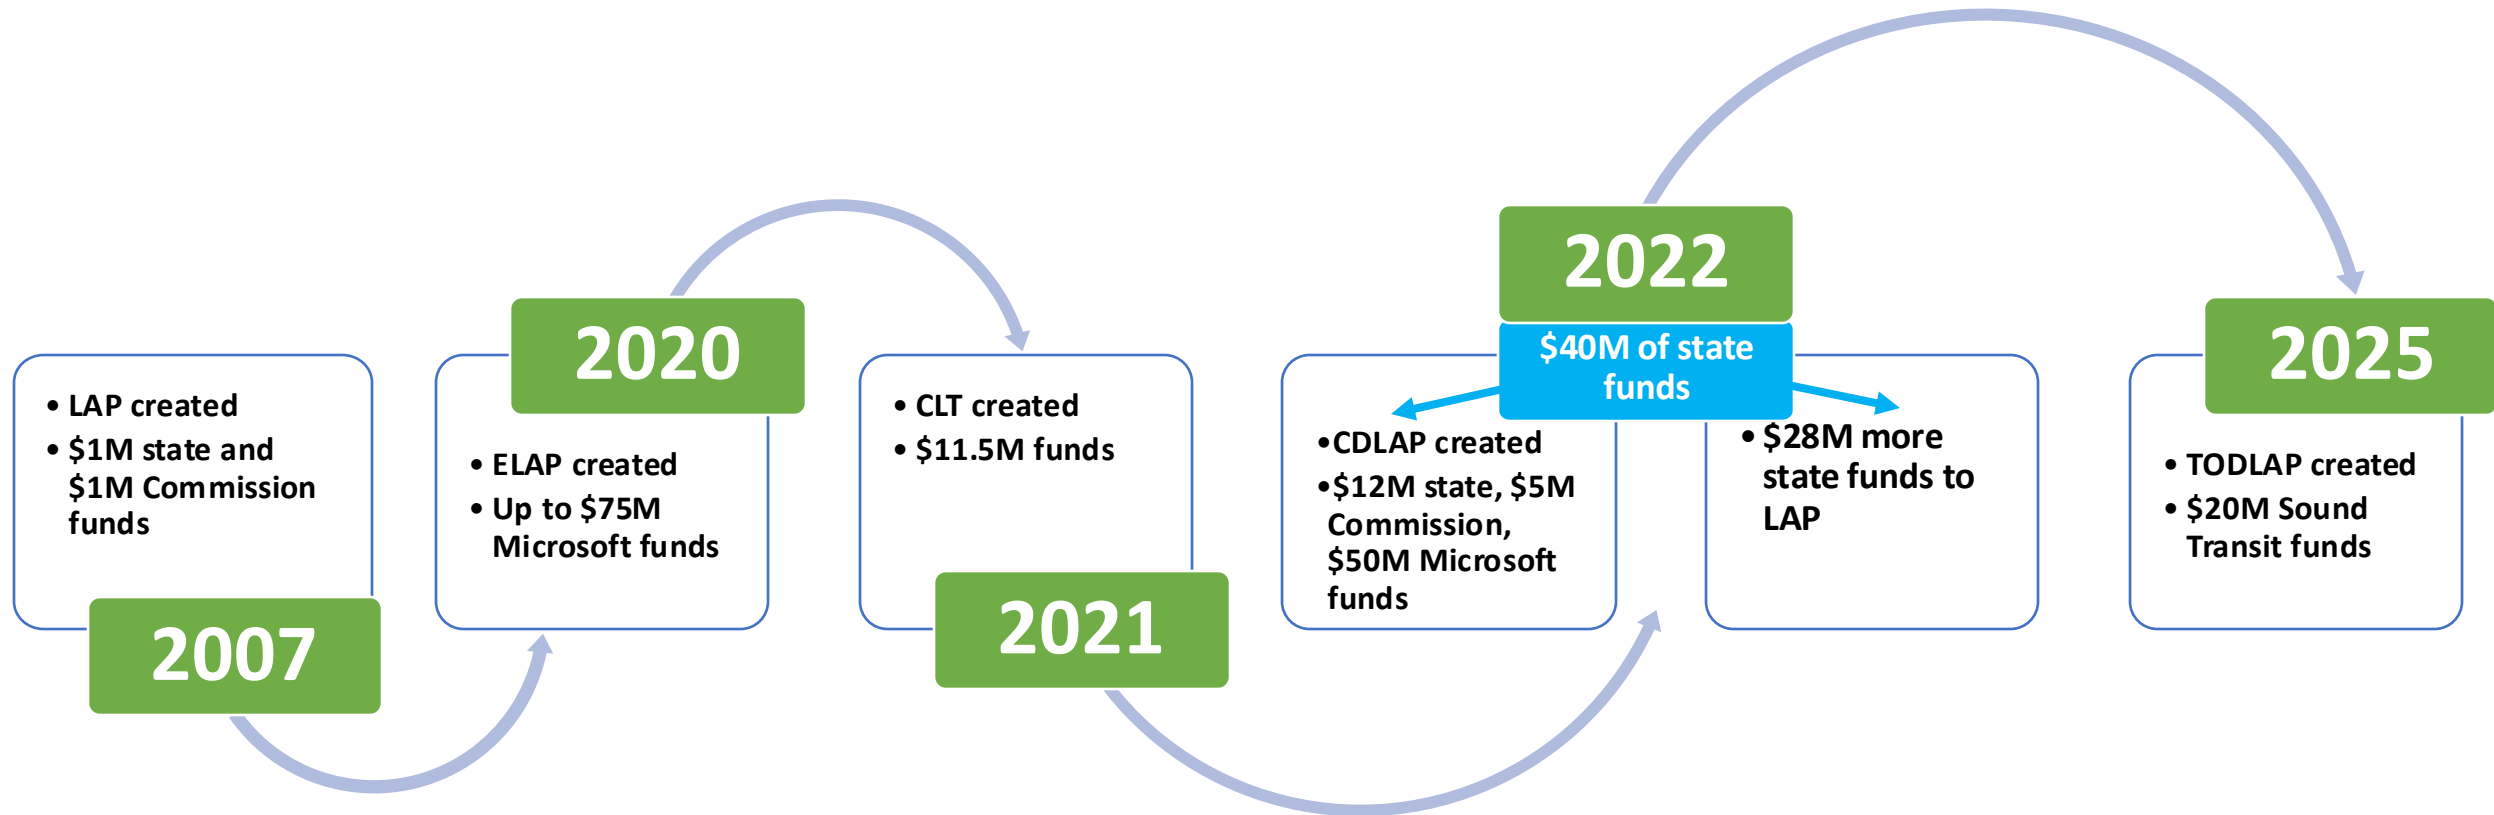 • LAP created
• $1M state and
$1M Commission
funds
2007
2020
• ELAP created
• Up to $75M
Microsoft funds
• CLT created
• $11.5M funds
2021
2022
$40M of state
funds
•CDLAP created
•$12M state, $5M
Commission,
$50M Microsoft
funds
• $28M more
state funds to
LAP
2025
• TODLAP created
• $20M Sound
Transit funds